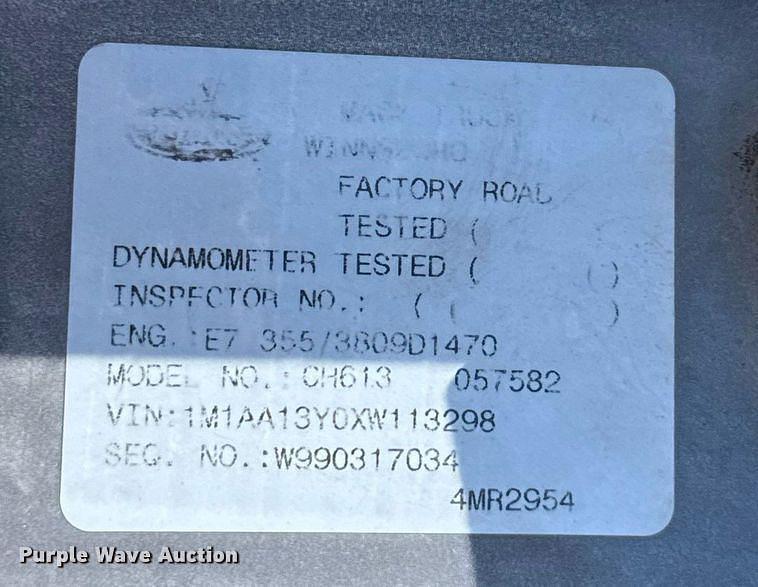 FACTORY ROAD
TESTED (
DYNAMOMETER TESTED ( ( )
INSPECTOR NO.: ( ( )
ENG.:E7 355/3809D1470
MODEL NO.:CH613 057582
VIN:1M1AA13Y0XW113298
SEG. NO.:W990317034
4MR2954
Purple Wave Auction